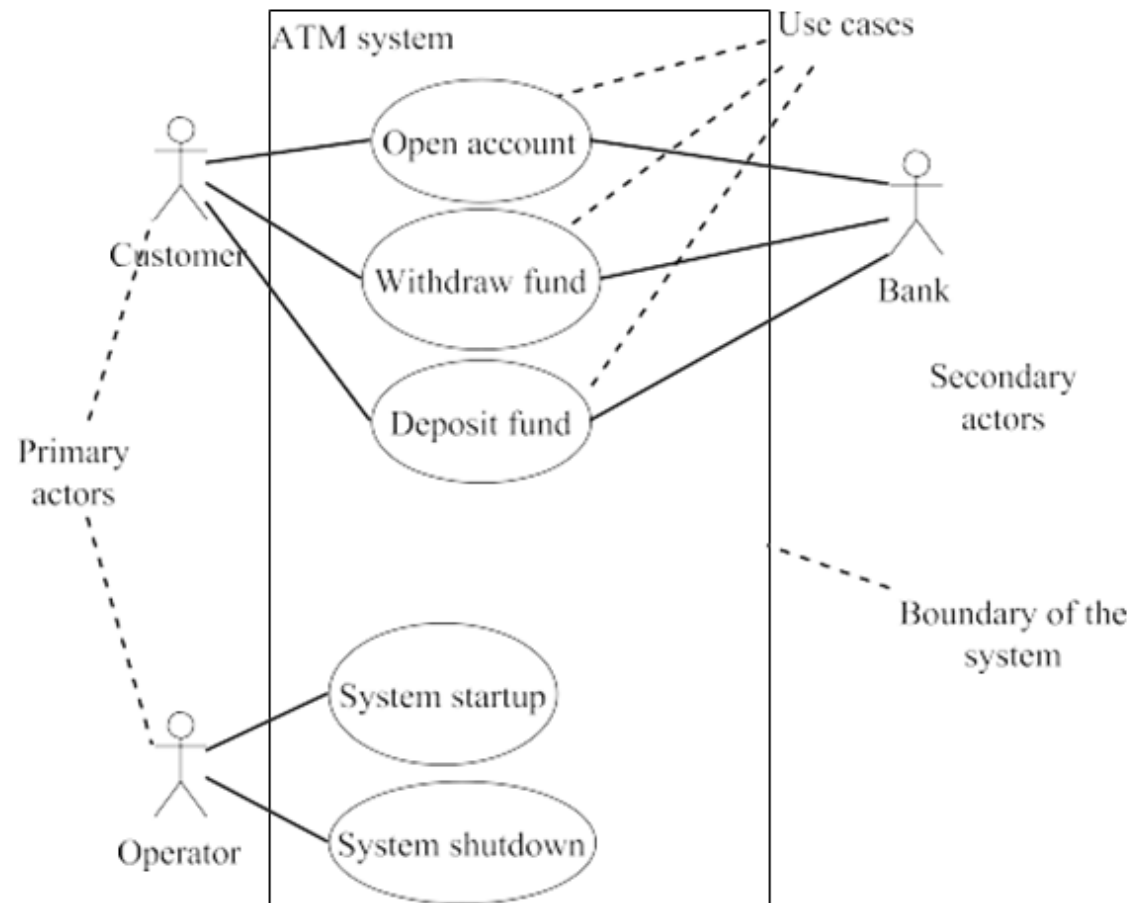 ATM system
Use cases
Open account
Customer
Withdraw fund
Bank
Secondary
actors
Deposit fund
Primary
actors
Boundary of the
system
System startup
Operator
System shutdown